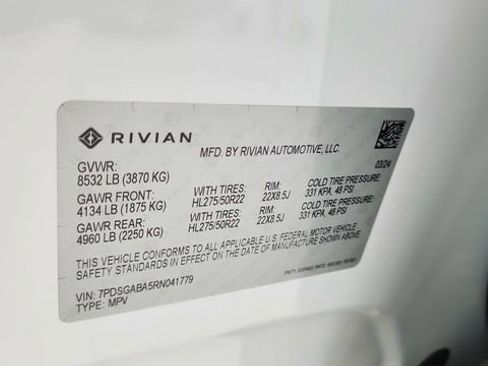 RIVIAN
MFD. BY RIVIAN AUTOMOTIVE, LLC.
03/24
GVWR:
8532 LB (3870 KG)
GAWR FRONT:
4134 LB (1875 KG)
WITH TIRES:
HL275/50R22
RIM:
22X8.5J
COLD TIRE PRESSURE:
331 KPA, 48 PSI
GAWR REAR:
4960 LB (2250 KG)
WITH TIRES:
HL275/50R22
RIM:
22X8.5J
COLD TIRE PRESSURE:
331 KPA, 48 PSI
THIS VEHICLE CONFORMS TO ALL APPLICABLE U.S. FEDERAL MOTOR VEHICLE
SAFETY STANDARDS IN EFFECT ON THE DATE OF MANUFACTURE SHOWN ABOVE.
VIN: 7PDSGABA5RN041779
TYPE: MPV